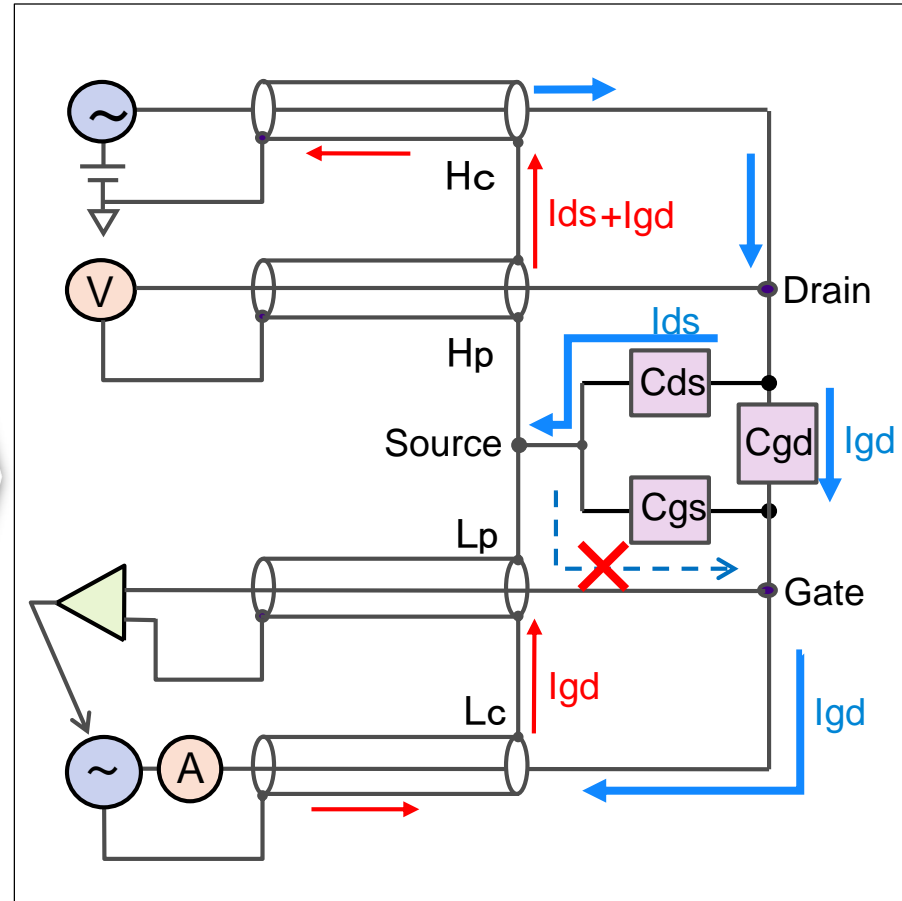 ~
Hc
Ids+Igd
V
Drain
Ids
Hp
Cds
Source
Cgd
Igd
Cgs
Lp
Gate
Igd
Lc
Igd
~
A